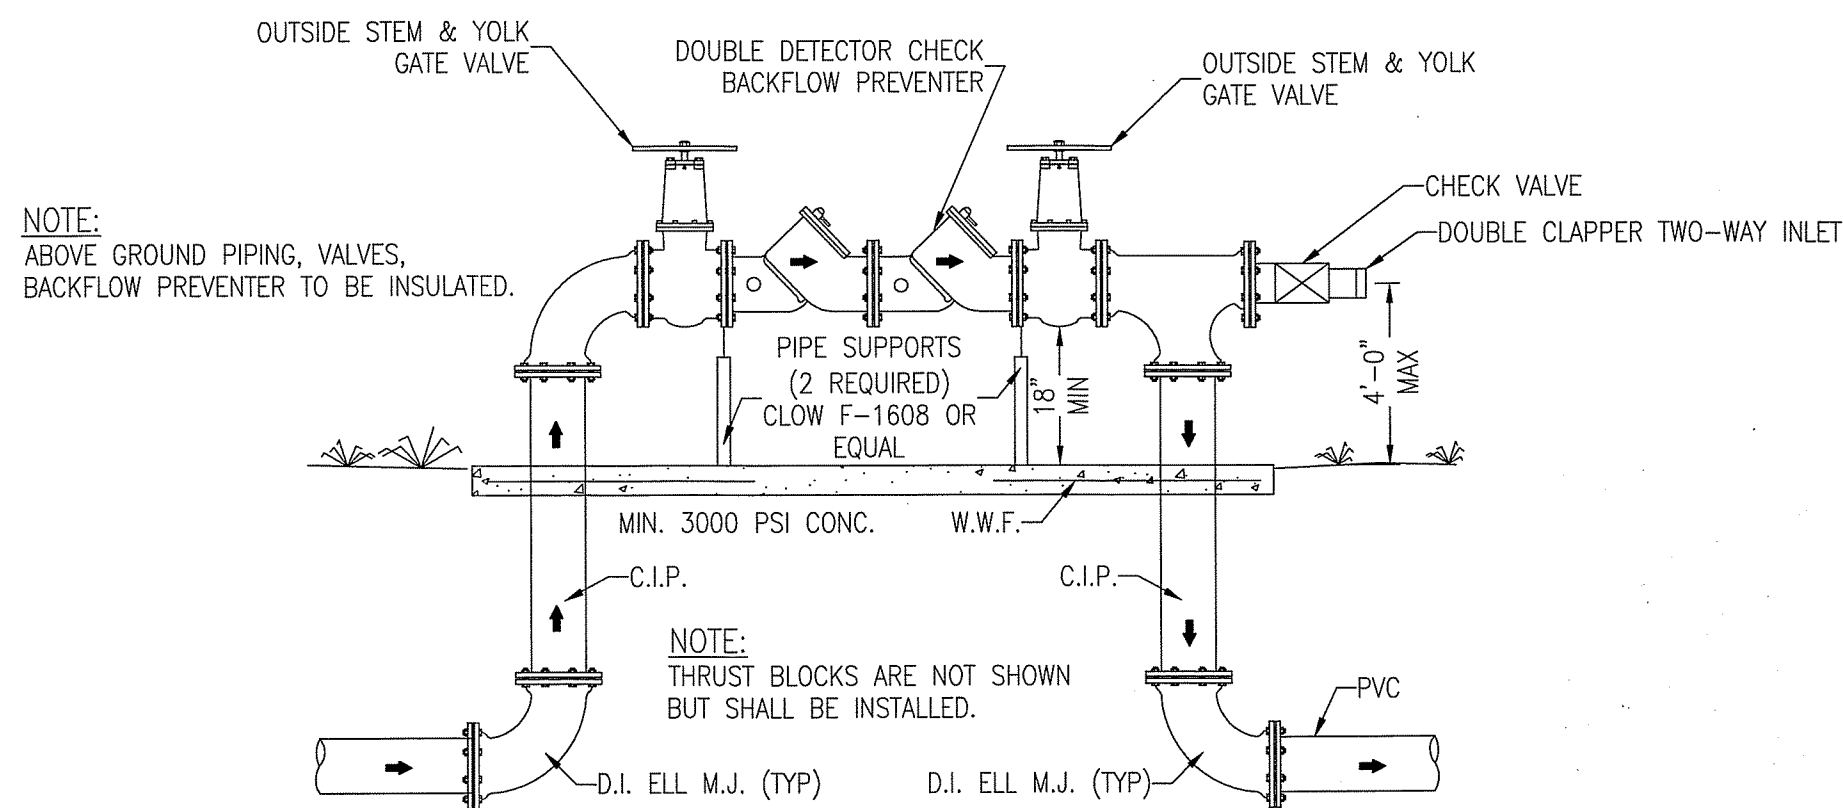 OUTSIDE STEM & YOLK
GATE VALVE
DOUBLE DETECTOR CHECK
BACKFLOW PREVENTER
OUTSIDE STEM & YOLK
GATE VALVE
CHECK VALVE
DOUBLE CLAPPER TWO-WAY INLET
NOTE:
ABOVE GROUND PIPING, VALVES,
BACKFLOW PREVENTER TO BE INSULATED.
PIPE SUPPORTS
(2 REQUIRED)
CLOW F-1608 OR
EQUAL
18"
MIN
4'-0"
MAX
MIN. 3000 PSI CONC.
W.W.F.
C.I.P.
C.I.P.
NOTE:
THRUST BLOCKS ARE NOT SHOWN
BUT SHALL BE INSTALLED.
PVC
D.I. ELL M.J. (TYP)
D.I. ELL M.J. (TYP)